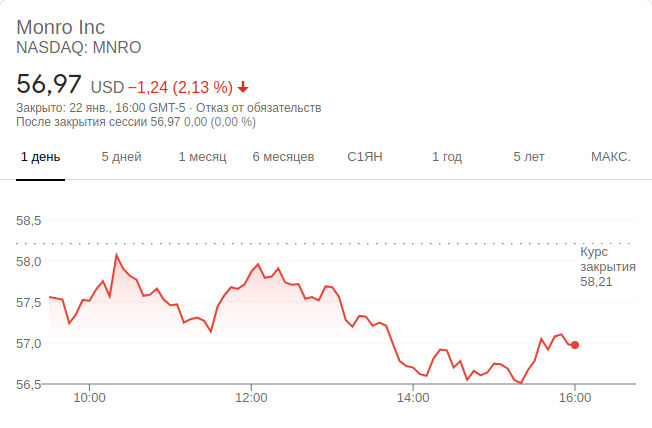 Monro Inc
NASDAQ: MNRO
56,97 USD −1,24 (2,13 %)
Закрыто: 22 янв., 16:00 GMT-5 · Отказ от обязательств
После закрытия сессии 56,97 0,00 (0,00 %)
1 день 5 дней 1 месяц 6 месяцев С1ЯН 1 год 5 лет МАКС.
58,5
58,0
57,5
57,0
56,5
Курс
закрытия
58,21
10:00 12:00 14:00 16:00